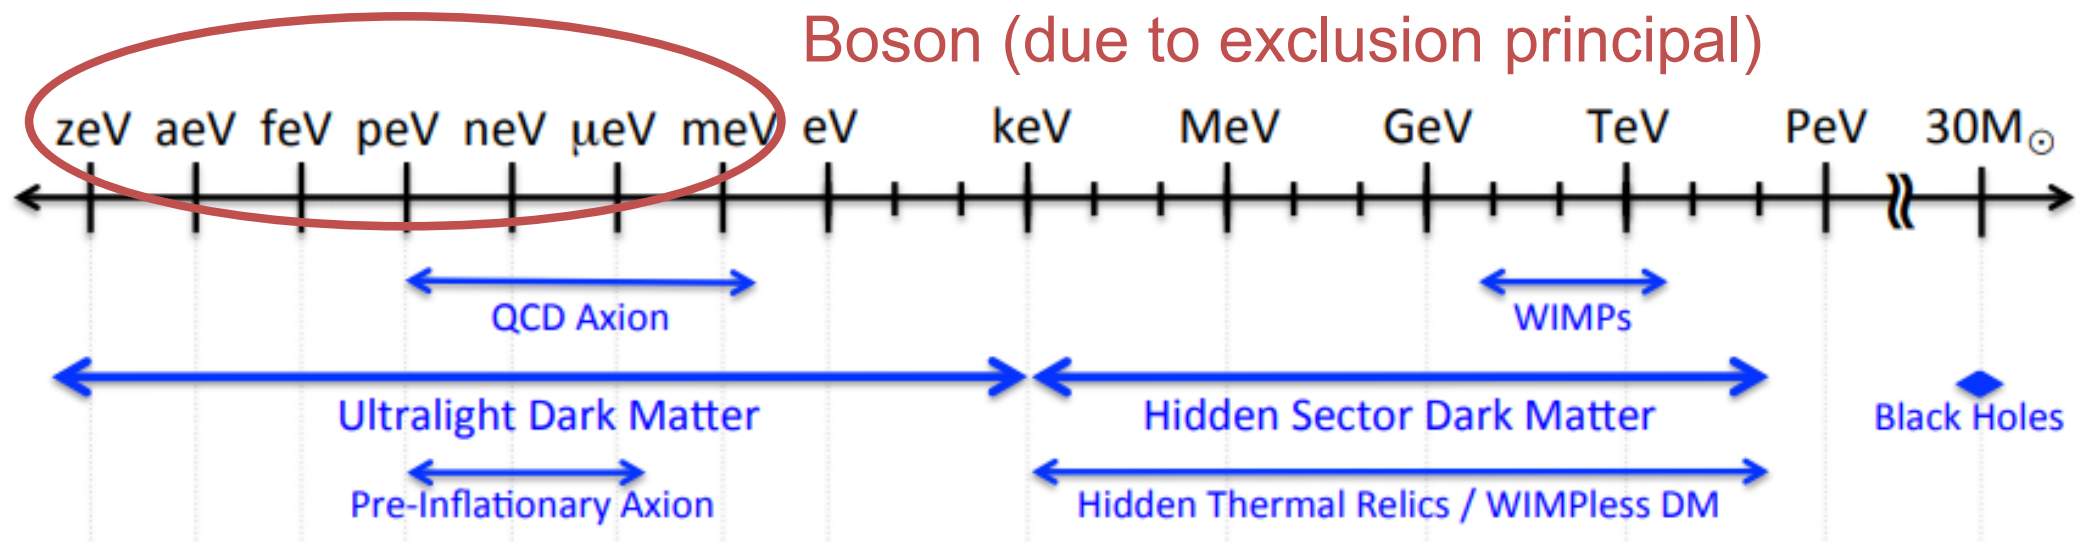 Boson (due to exclusion principal)
zeV aeV feV peV neV μeV meV eV keV MeV GeV TeV PeV 30M☉
QCD Axion WIMPs
Ultralight Dark Matter Hidden Sector Dark Matter Black Holes
Pre-Inflationary Axion Hidden Thermal Relics / WIMPless DM